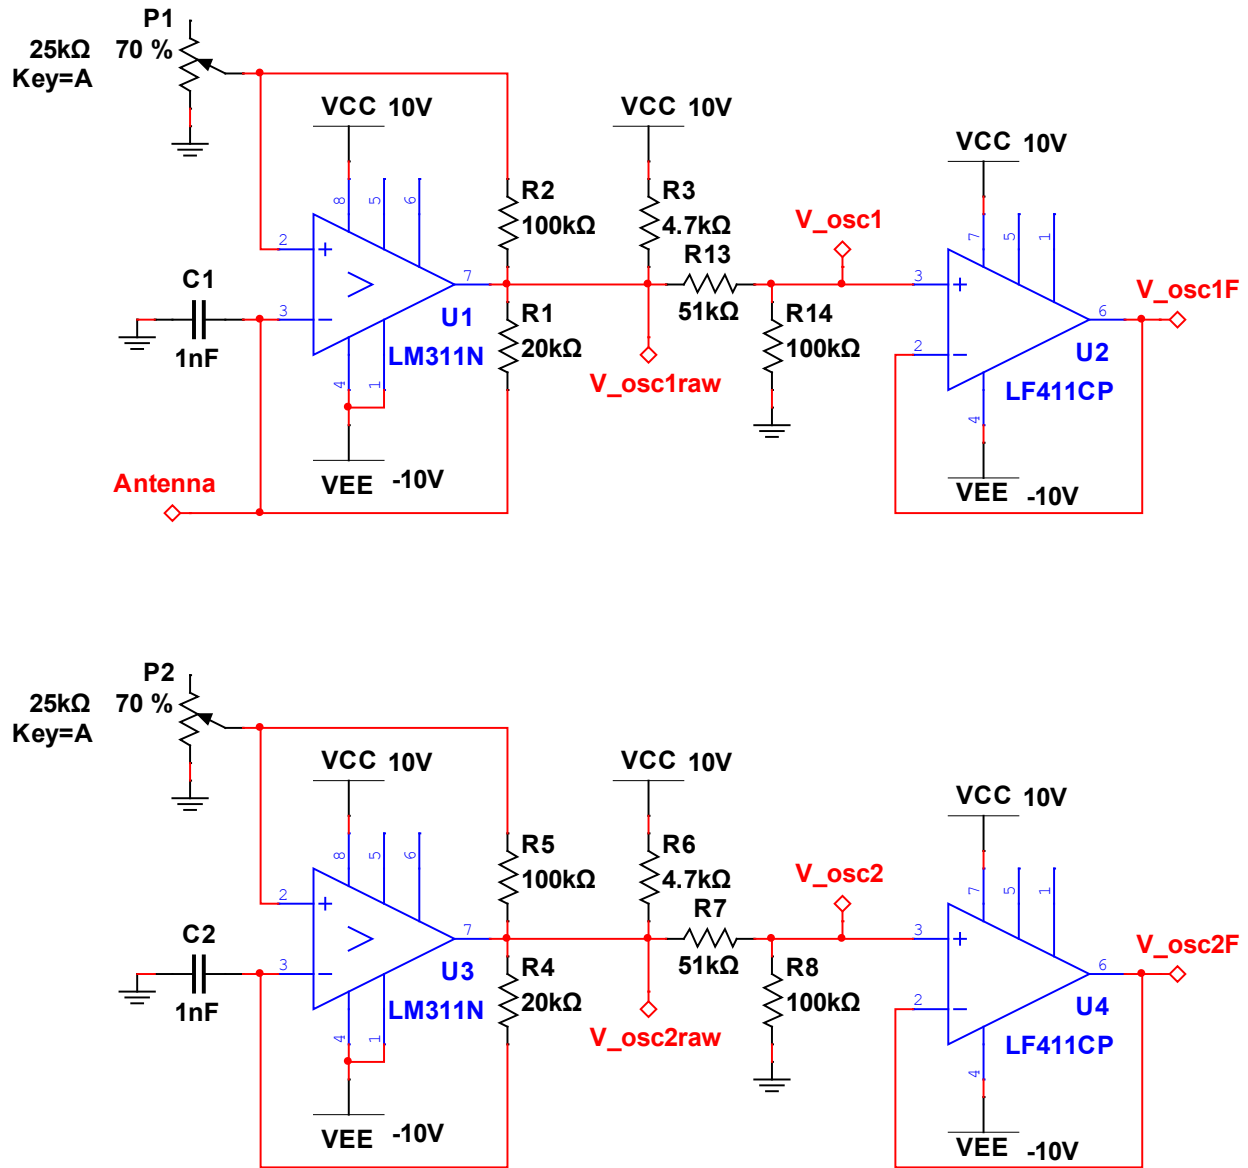 P1
25kΩ 70 %
Key=A
VCC 10V
VCC 10V
VCC 10V
8
5
6
R2
100kΩ
R3
4.7kΩ
V_osc1
7
5
1
2
+
R13
3
+
6
V_osc1F
C1
7
>
51kΩ
R14
100kΩ
3
−
U1
R1
20kΩ
1nF
LM311N
2
−
U2
LF411CP
4
1
V_osc1raw
4
VEE -10V
VEE -10V
Antenna
P2
25kΩ 70 %
Key=A
VCC 10V
VCC 10V
VCC 10V
8
5
6
R5
100kΩ
R6
4.7kΩ
V_osc2
7
5
1
2
+
R7
3
+
6
V_osc2F
C2
7
>
51kΩ
R8
100kΩ
3
−
U3
R4
20kΩ
1nF
LM311N
2
−
U4
LF411CP
4
1
V_osc2raw
4
VEE -10V
VEE -10V